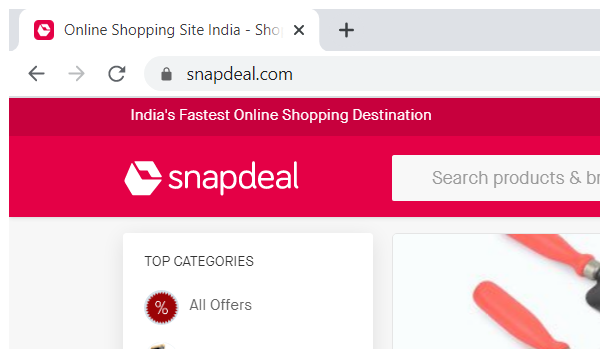 Online Shopping Site India - Shop
snapdeal.com
India's Fastest Online Shopping Destination
snapdeal
Search products & br
TOP CATEGORIES
% All Offers